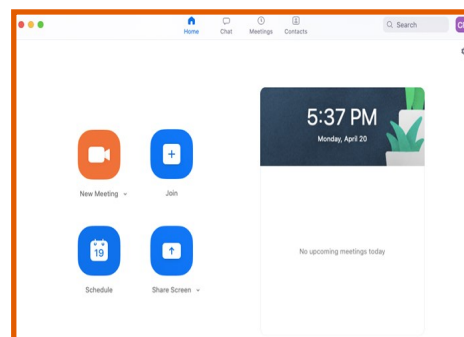 Home Chat Meetings Contacts
Search
5:37 PM
Monday, April 20
New Meeting
Join
19
Schedule
Share Screen
No upcoming meetings today